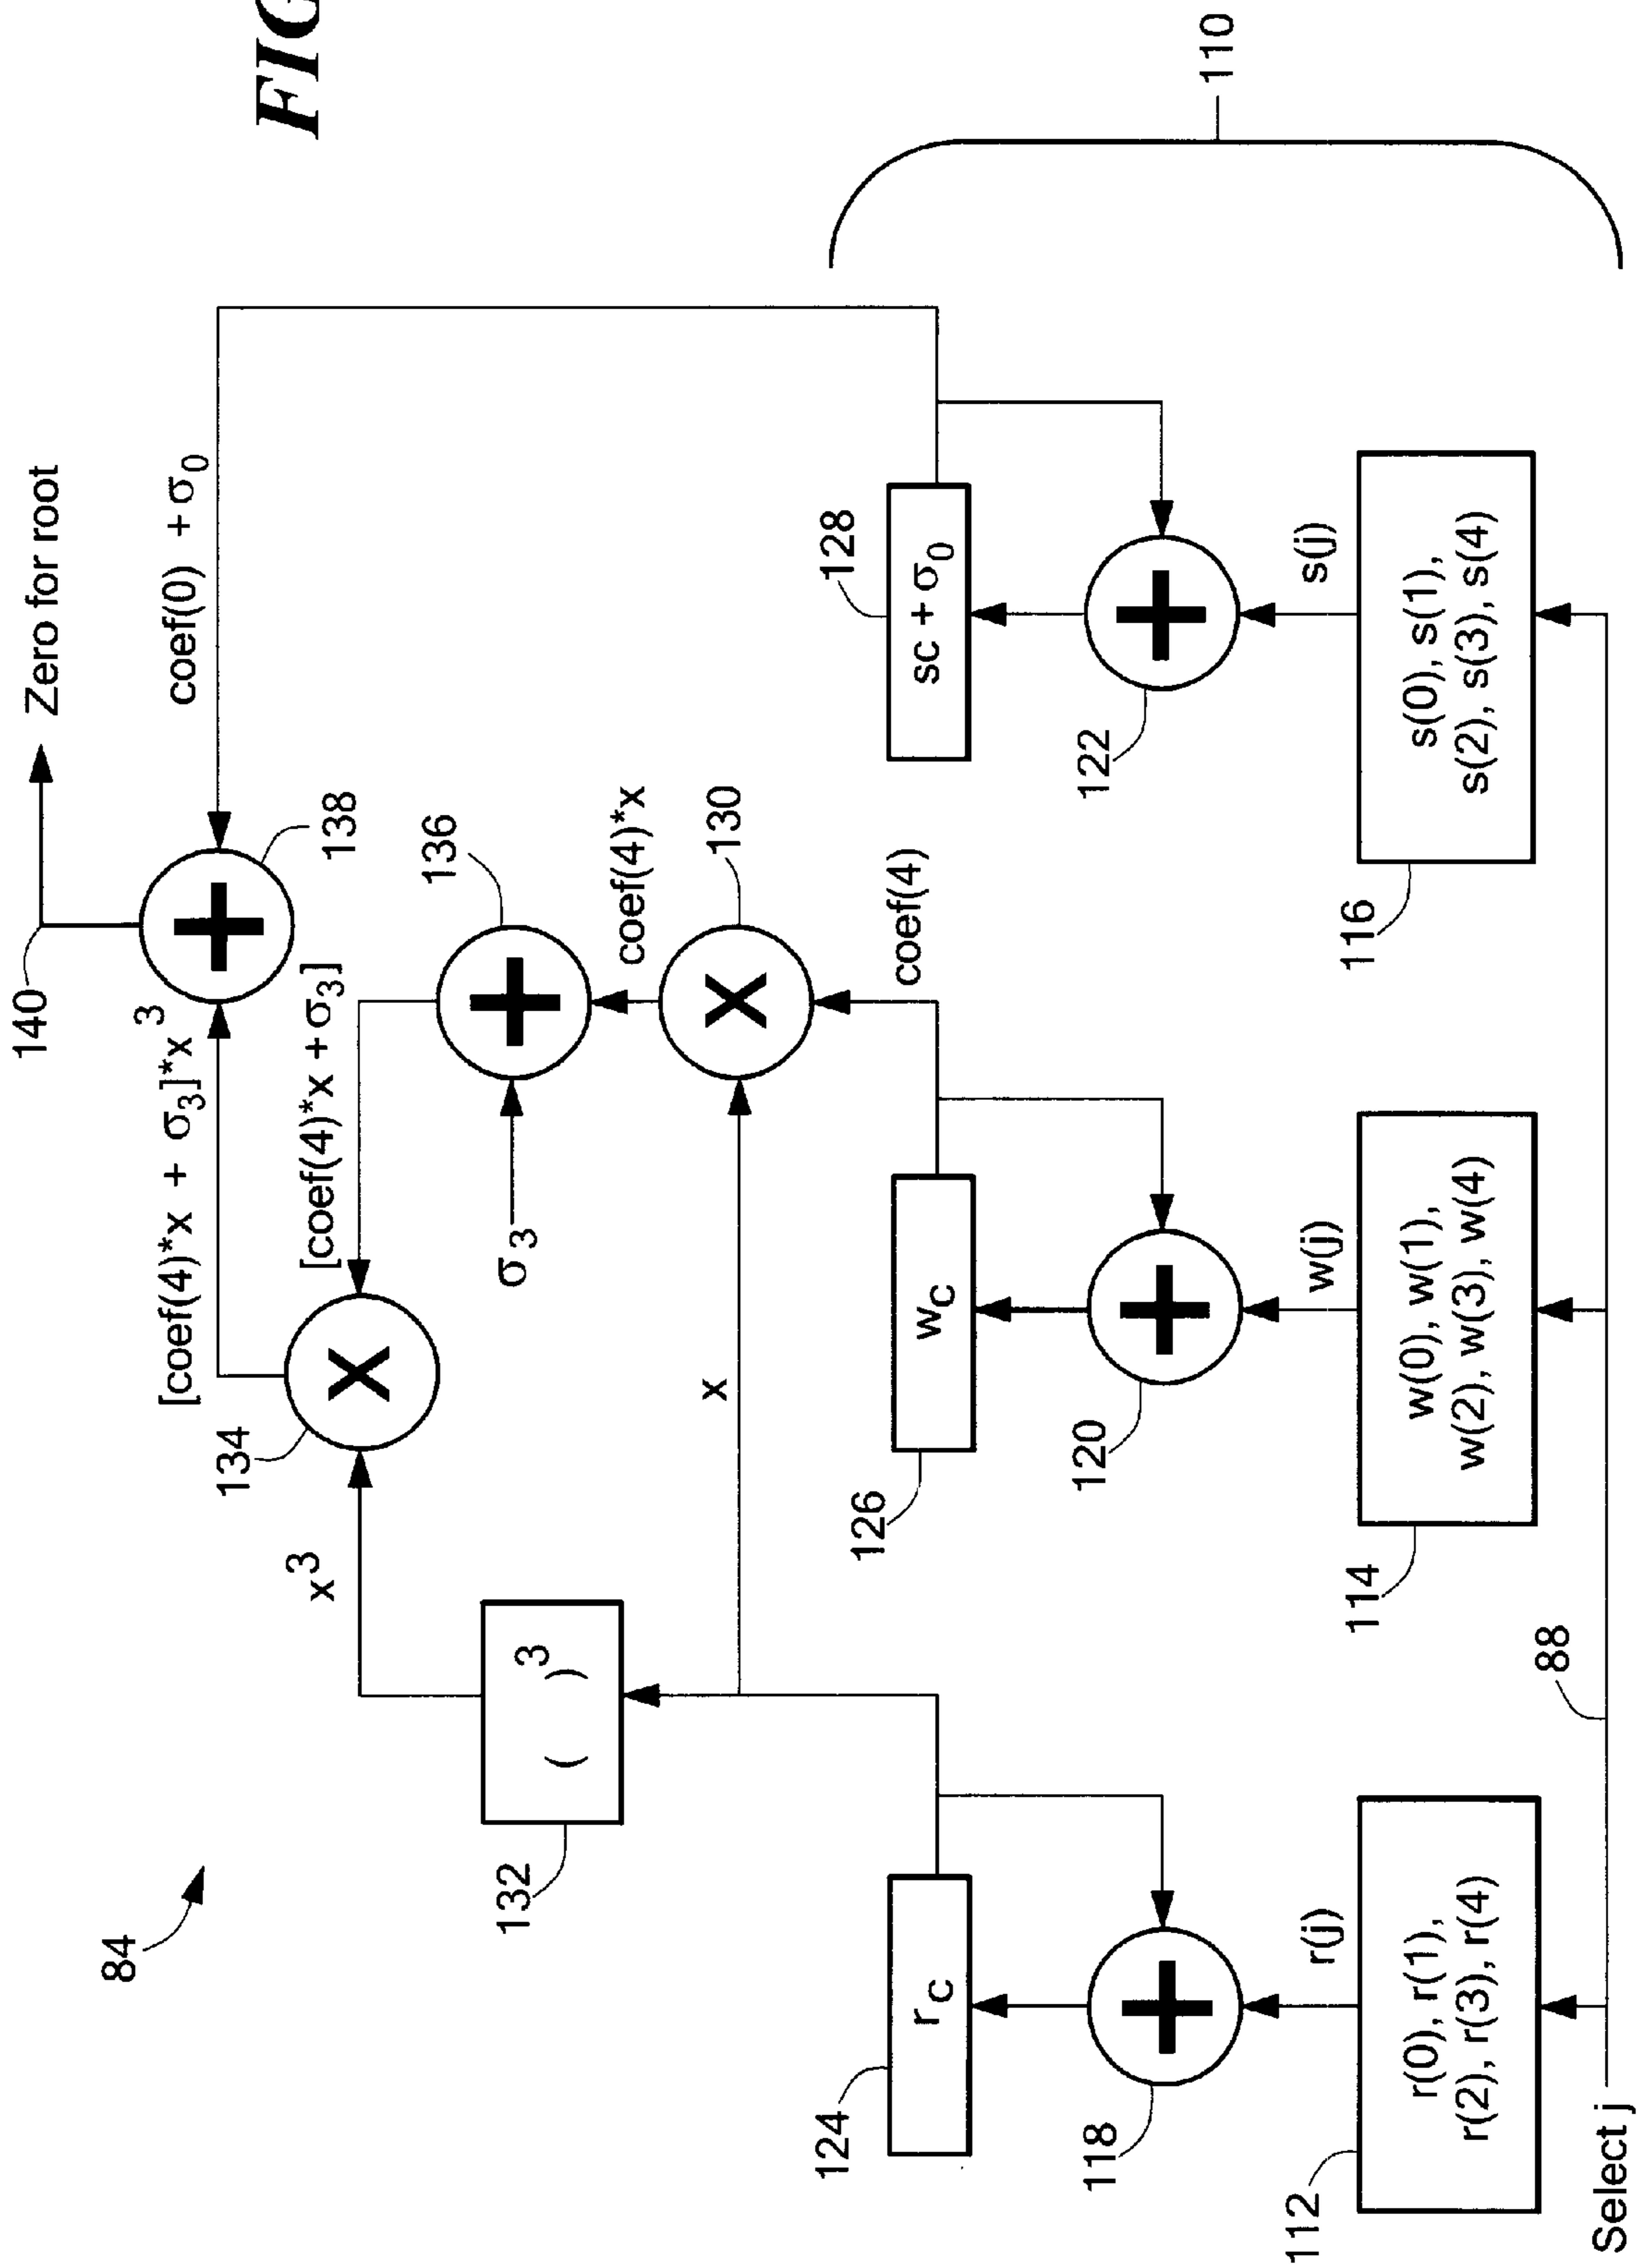 FIG
84
140
Zero for root
[coef(4)*x + σ3]*x^3
coef(0) + σ0
138
134
x^3
[coef(4)*x + σ3]
136
σ3
coef(4)*x
132
( )^3
x
130
coef(4)
124
rc
126
wc
128
sc + σ0
118
120
122
r(j)
w(j)
s(j)
112
r(0), r(1),
r(2), r(3), r(4)
114
w(0), w(1),
w(2), w(3), w(4)
116
s(0), s(1),
s(2), s(3), s(4)
110
Select j
88